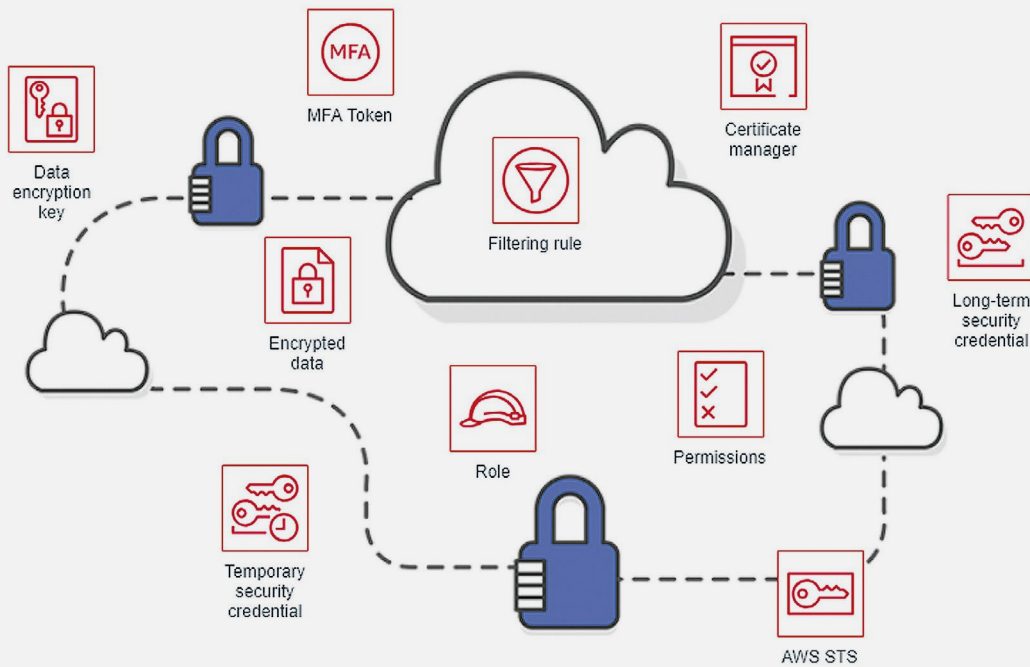 MFA
MFA Token
Certificate
manager
Data
encryption
key
Filtering rule
Long-term
security
credential
Encrypted
data
Role
Permissions
Temporary
security
credential
AWS STS